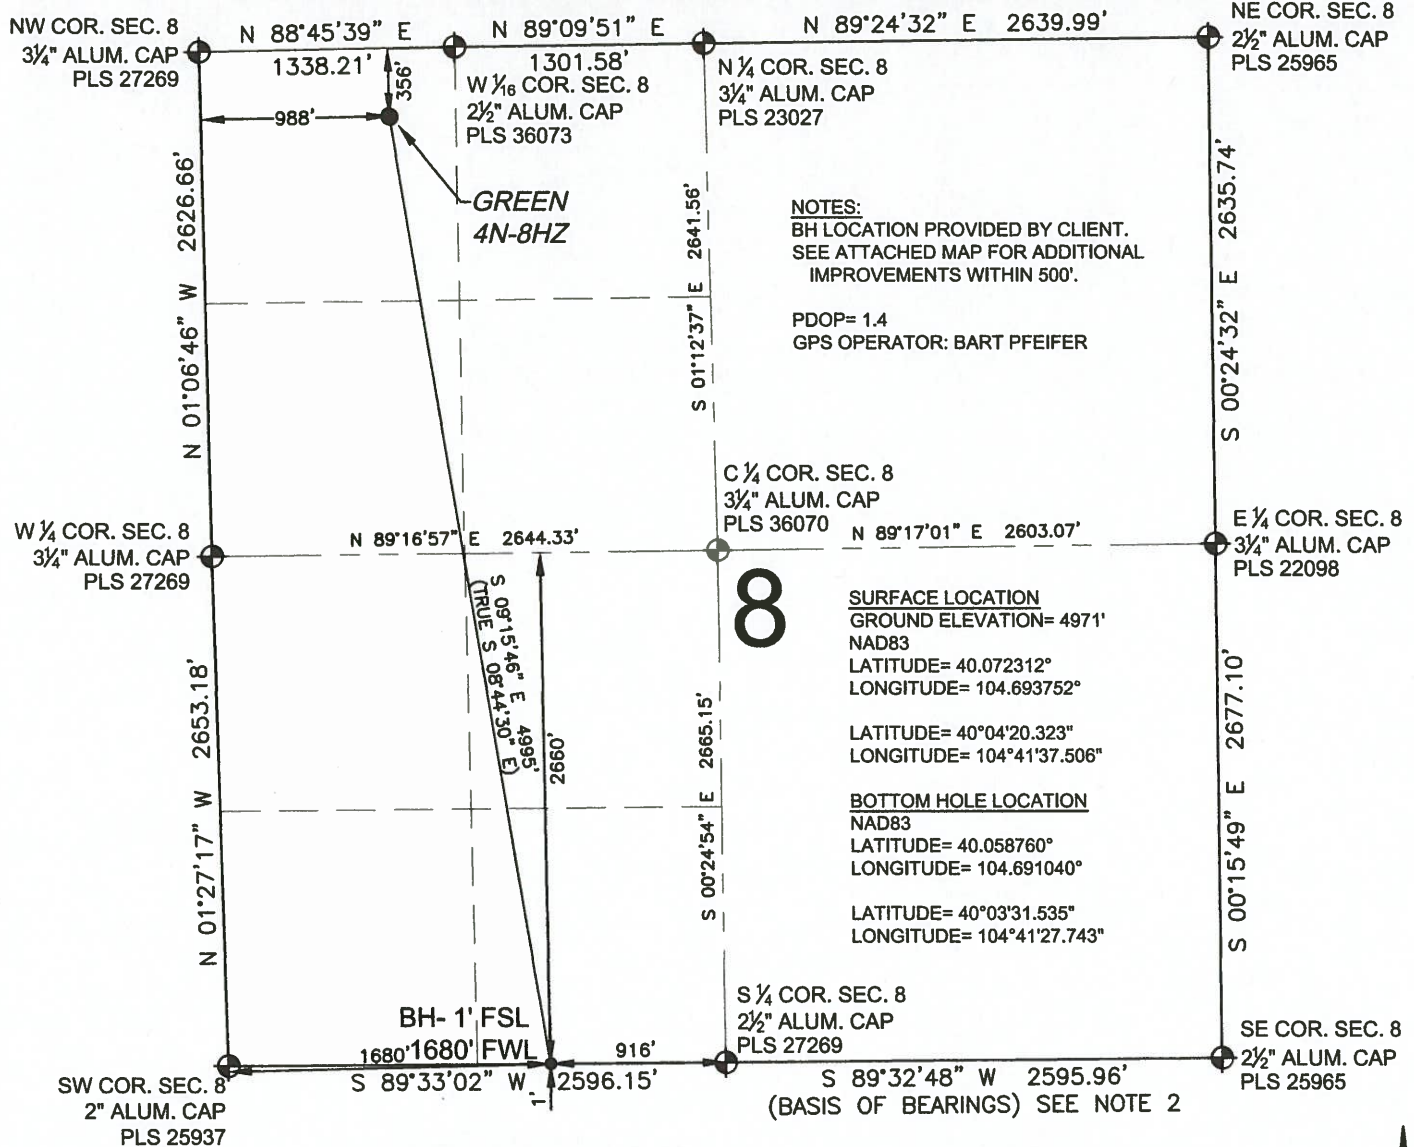 NW COR. SEC. 8
3¼" ALUM. CAP
PLS 27269
N 88°45'39" E
1338.21'
N 89°09'51" E
1301.58'
N 89°24'32" E 2639.99'
NE COR. SEC. 8
2½" ALUM. CAP
PLS 25965
W 1⁄16 COR. SEC. 8
2½" ALUM. CAP
PLS 36073
N ¼ COR. SEC. 8
3¼" ALUM. CAP
PLS 23027
356'
988'
GREEN
4N-8HZ
N 01°06'46" W 2626.66'
S 01°12'37" E 2641.56'
S 00°24'32" E 2635.74'
NOTES:
BH LOCATION PROVIDED BY CLIENT.
SEE ATTACHED MAP FOR ADDITIONAL
IMPROVEMENTS WITHIN 500'.
PDOP= 1.4
GPS OPERATOR: BART PFEIFER
W ¼ COR. SEC. 8
3¼" ALUM. CAP
PLS 27269
N 89°16'57" E 2644.33'
C ¼ COR. SEC. 8
3¼" ALUM. CAP
PLS 36070
N 89°17'01" E 2603.07'
E ¼ COR. SEC. 8
3¼" ALUM. CAP
PLS 22098
8
S 09°15'46" E 4995'
(TRUE S 08°44'30" E)
2660'
N 01°27'17" W 2653.18'
S 00°24'54" E 2665.15'
S 00°15'49" E 2677.10'
SURFACE LOCATION
GROUND ELEVATION= 4971'
NAD83
LATITUDE= 40.072312°
LONGITUDE= 104.693752°
LATITUDE= 40°04'20.323"
LONGITUDE= 104°41'37.506"
BOTTOM HOLE LOCATION
NAD83
LATITUDE= 40.058760°
LONGITUDE= 104.691040°
LATITUDE= 40°03'31.535"
LONGITUDE= 104°41'27.743"
BH- 1' FSL
1680' FWL
1680'
916'
1'
S 89°33'02" W 2596.15'
SW COR. SEC. 8
2" ALUM. CAP
PLS 25937
S ¼ COR. SEC. 8
2½" ALUM. CAP
PLS 27269
S 89°32'48" W 2595.96'
(BASIS OF BEARINGS) SEE NOTE 2
SE COR. SEC. 8
2½" ALUM. CAP
PLS 25965